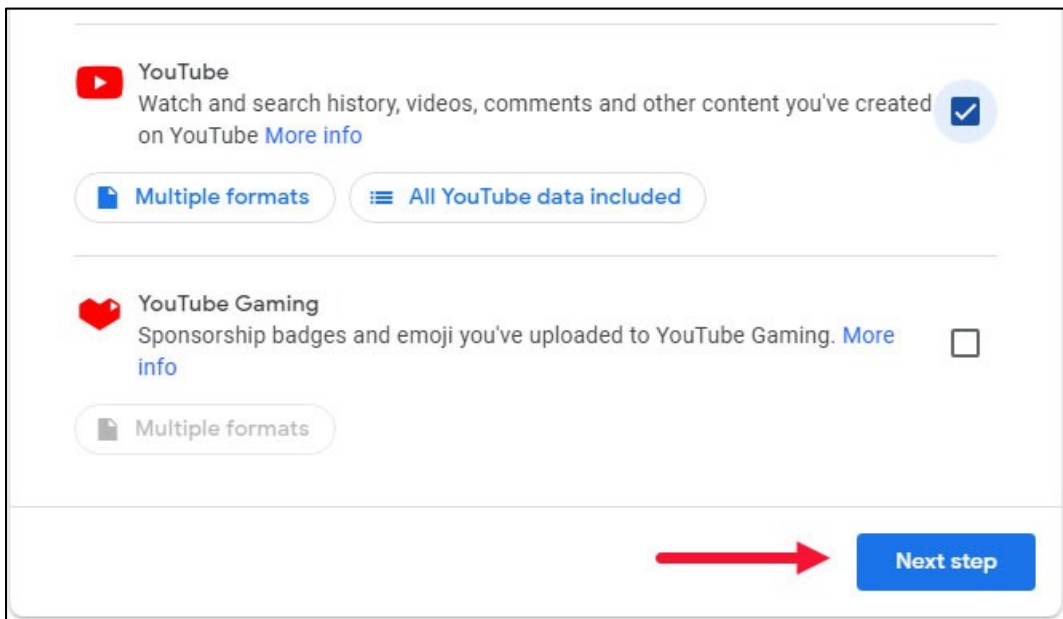 YouTube
Watch and search history, videos, comments and other content you've created
on YouTube More info
Multiple formats
All YouTube data included
YouTube Gaming
Sponsorship badges and emoji you've uploaded to YouTube Gaming. More
info
Multiple formats
Next step